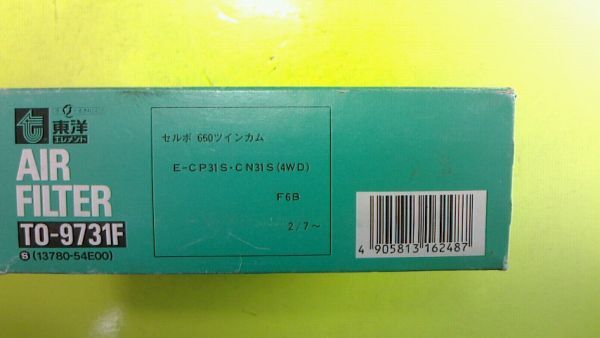 東洋
エレメント
AIR
FILTER
TO-9731F
S (13780-54E00)
セルボ 660ツインカム
E-CP31S・CN31S(4WD)
F6B
2/7〜
4 905813 162487